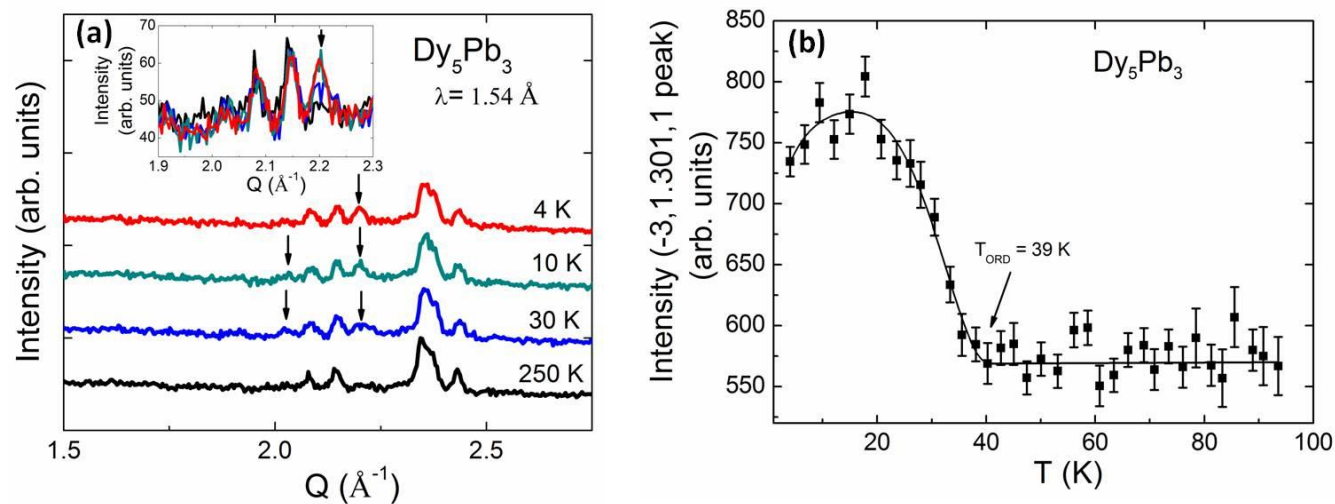 (a)
Dy₅Pb₃
λ= 1.54 Å
Intensity (arb. units)
70
60
50
40
1.9
2.0
2.1
2.2
2.3
Q (Å⁻¹)
Intensity (arb. units)
4 K
10 K
30 K
250 K
1.5
2.0
2.5
Q (Å⁻¹)
(b)
Dy₅Pb₃
Intensity (-3,1.301,1 peak)
(arb. units)
850
800
750
700
650
600
550
T_ORD = 39 K
20
40
60
80
100
T (K)